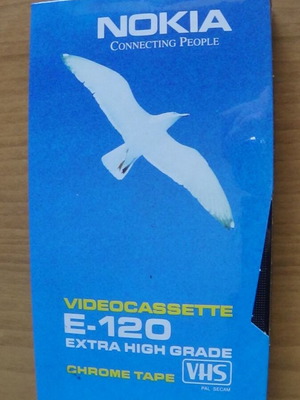 NOKIA
CONNECTING PEOPLE
VIDEOCASSETTE
E-120
EXTRA HIGH GRADE
CHROME TAPE VHS
PAL SECAM